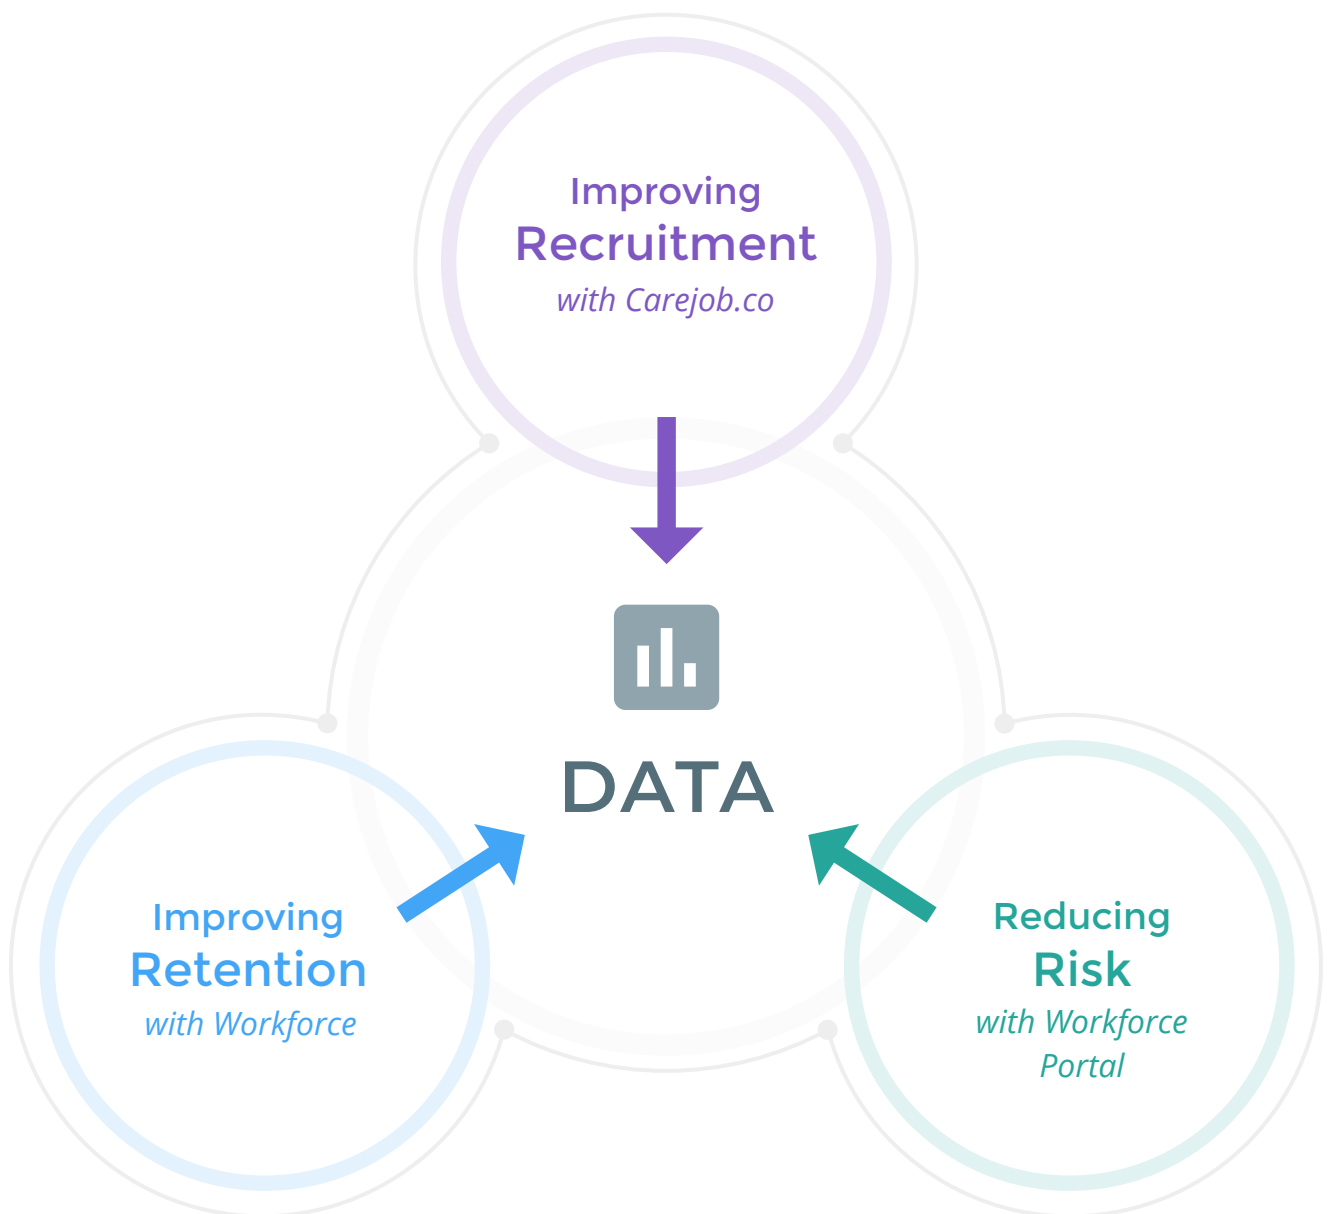 Improving
Recruitment
with Carejob.co
DATA
Improving
Retention
with Workforce
Reducing
Risk
with Workforce
Portal